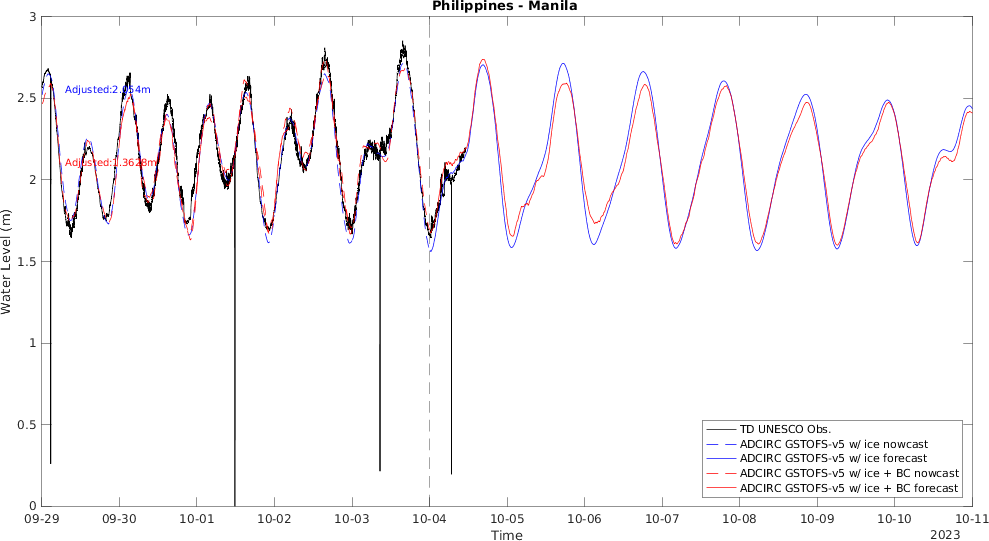 Philippines - Manila
Water Level (m)
3
2.5
2
1.5
1
0.5
0
Adjusted:2.054m
Adjusted:1.3628m
TD UNESCO Obs.
ADCIRC GSTOFS-v5 w/ ice nowcast
ADCIRC GSTOFS-v5 w/ ice forecast
ADCIRC GSTOFS-v5 w/ ice + BC nowcast
ADCIRC GSTOFS-v5 w/ ice + BC forecast
09-29 09-30 10-01 10-02 10-03 10-04 10-05 10-06 10-07 10-08 10-09 10-10 10-11
Time
2023